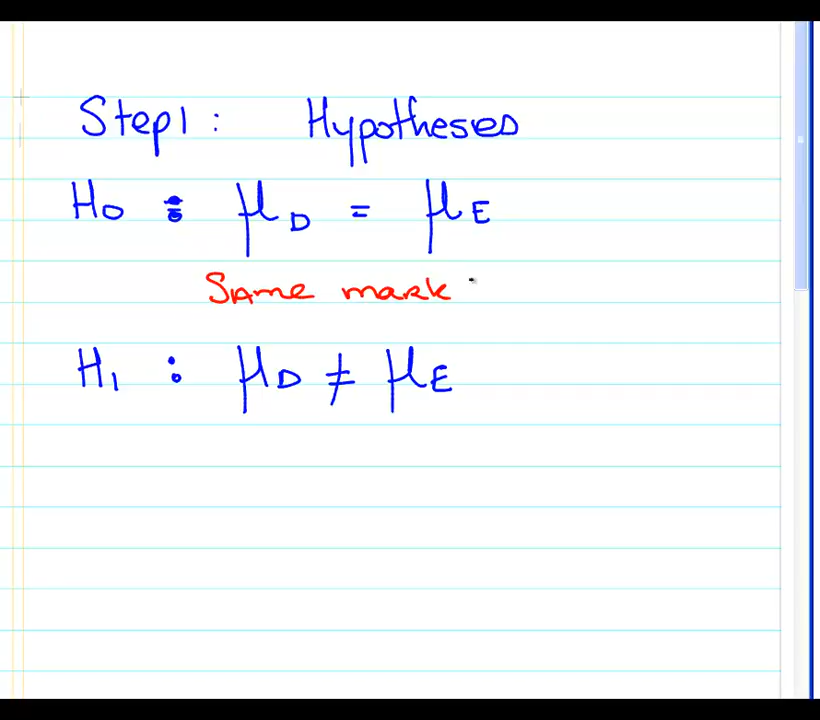 Step1: Hypotheses
H0 : μD = μE
Same mark
H1 : μD ≠ μE